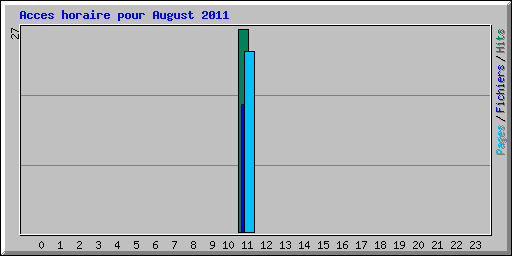 Acces horaire pour August 2011
27
Pages/Fichiers/Hits
0 1 2 3 4 5 6 7 8 9 10 11 12 13 14 15 16 17 18 19 20 21 22 23